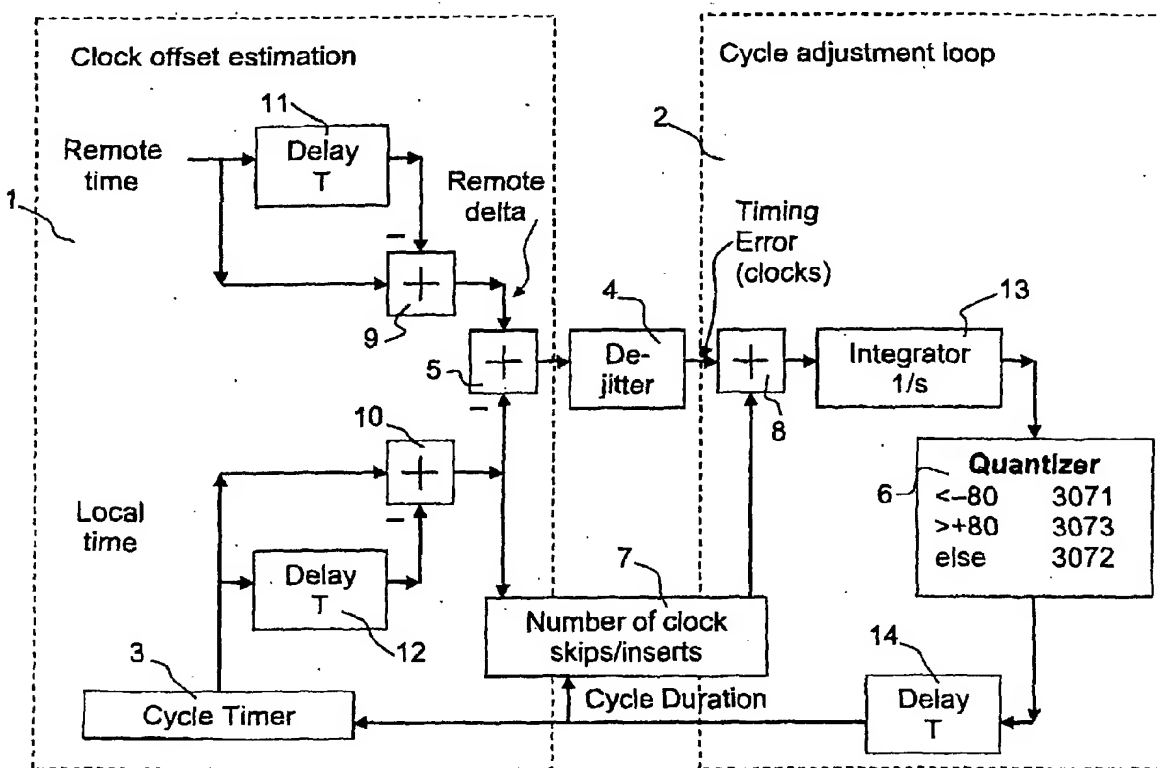 Clock offset estimation
Cycle adjustment loop
1
2
11
Delay
T
Remote
time
Remote
delta
–
+
9
Timing
Error
(clocks)
5
+
–
4
De-
jitter
+
8
13
Integrator
1/s
10
+
–
Local
time
Delay
T
12
6
Quantizer
<–80 3071
>+80 3073
else 3072
7
Number of clock
skips/inserts
3
Cycle Timer
Cycle Duration
14
Delay
T